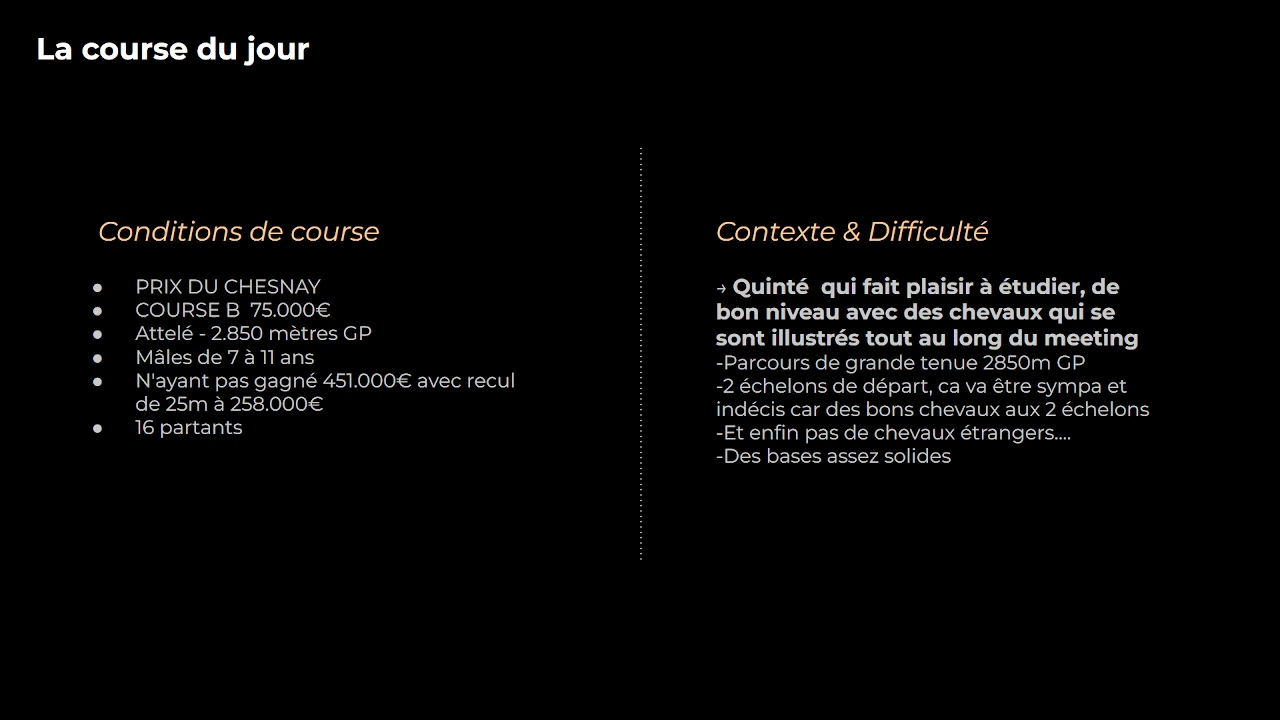 La course du jour
Conditions de course
● PRIX DU CHESNAY
● COURSE B  75.000€
● Attelé - 2.850 mètres GP
● Mâles de 7 à 11 ans
● N'ayant pas gagné 451.000€ avec recul
de 25m à 258.000€
● 16 partants
Contexte & Difficulté
→ Quinté  qui fait plaisir à étudier, de
bon niveau avec des chevaux qui se
sont illustrés tout au long du meeting
-Parcours de grande tenue 2850m GP
-2 échelons de départ, ca va être sympa et
indécis car des bons chevaux aux 2 échelons
-Et enfin pas de chevaux étrangers....
-Des bases assez solides